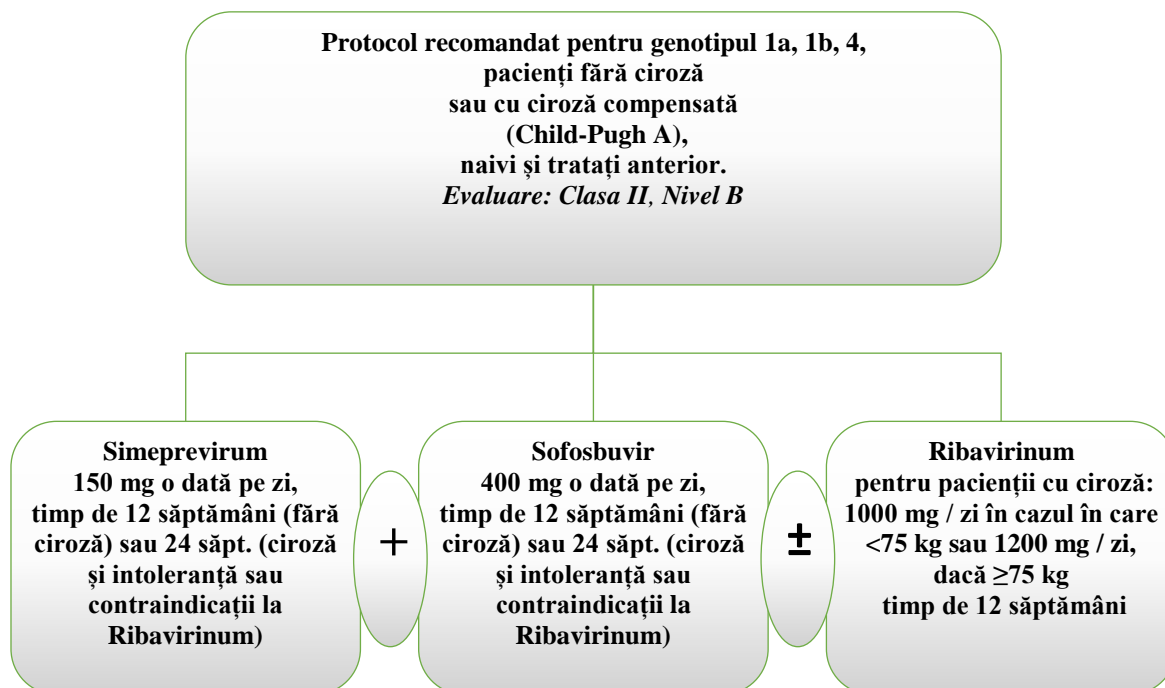 Protocol recomandat pentru genotipul 1a, 1b, 4,
pacienți fără ciroză
sau cu ciroză compensată
(Child-Pugh A),
naivi și tratați anterior.
Evaluare: Clasa II, Nivel B
Simeprevirum
150 mg o dată pe zi,
timp de 12 săptămâni (fără
ciroză) sau 24 săpt. (ciroză
și intoleranță sau
contraindicații la
Ribavirinum)
+
Sofosbuvir
400 mg o dată pe zi,
timp de 12 săptămâni (fără
ciroză) sau 24 săpt. (ciroză
și intoleranță sau
contraindicații la
Ribavirinum)
±
Ribavirinum
pentru pacienții cu ciroză:
1000 mg / zi în cazul în care
<75 kg sau 1200 mg / zi,
dacă ≥75 kg
timp de 12 săptămâni